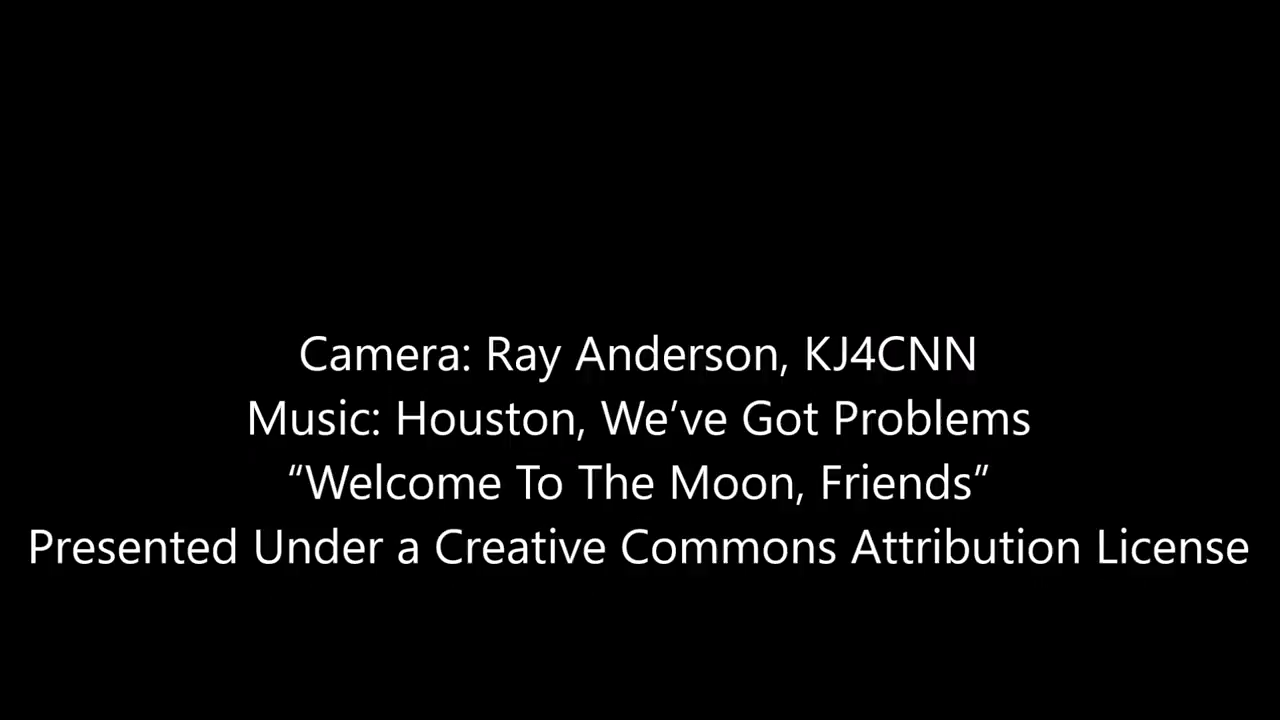 Camera: Ray Anderson, KJ4CNN
Music: Houston, We’ve Got Problems
“Welcome To The Moon, Friends”
Presented Under a Creative Commons Attribution License